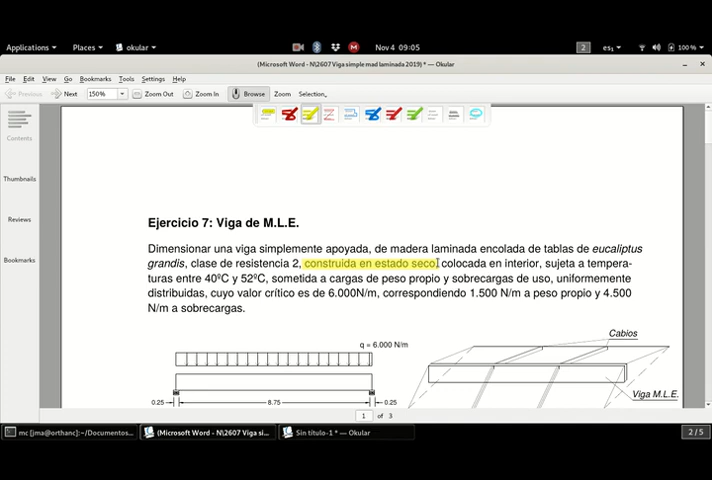 Applications Places okular Nov 4 09:05 2 es₁ 100 %
(Microsoft Word - N\2607 Viga simple mad laminada 2019) * — Okular
File Edit View Go Bookmarks Tools Settings Help
Previous Next 150% Zoom Out Zoom In Browse Zoom Selection
Contents
Thumbnails
Reviews
Bookmarks
Ejercicio 7: Viga de M.L.E.
Dimensionar una viga simplemente apoyada, de madera laminada encolada de tablas de eucaliptus
grandis, clase de resistencia 2, construida en estado seco, colocada en interior, sujeta a tempera-
turas entre 40ºC y 52ºC, sometida a cargas de peso propio y sobrecargas de uso, uniformemente
distribuidas, cuyo valor crítico es de 6.000N/m, correspondiendo 1.500 N/m a peso propio y 4.500
N/m a sobrecargas.
Cabios
q = 6.000 N/m
Viga M.L.E.
0.25 8.75 0.25
1 of 3
mc [jma@orthanc]:~/Documentos... (Microsoft Word - N\2607 Viga si... Sin título-1 * — Okular 2 / 5